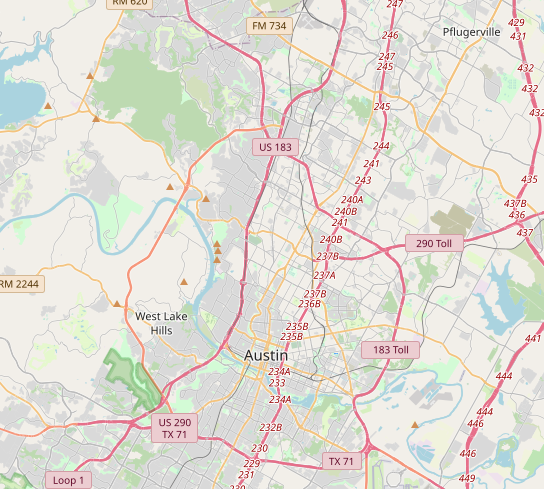 RM 620
247
429
431
FM 734
Pflugerville
246
247
245
432
432
245
432
US 183
244
241
243
435
240A
240B
241
437B
436
437
240B
290 Toll
237B
237A
RM 2244
237B
236B
West Lake
Hills
235B
235B
441
Austin
183 Toll
234A
233
234A
444
444
US 290
TX 71
232B
446
230
229
TX 71
231
449
Loop 1
230